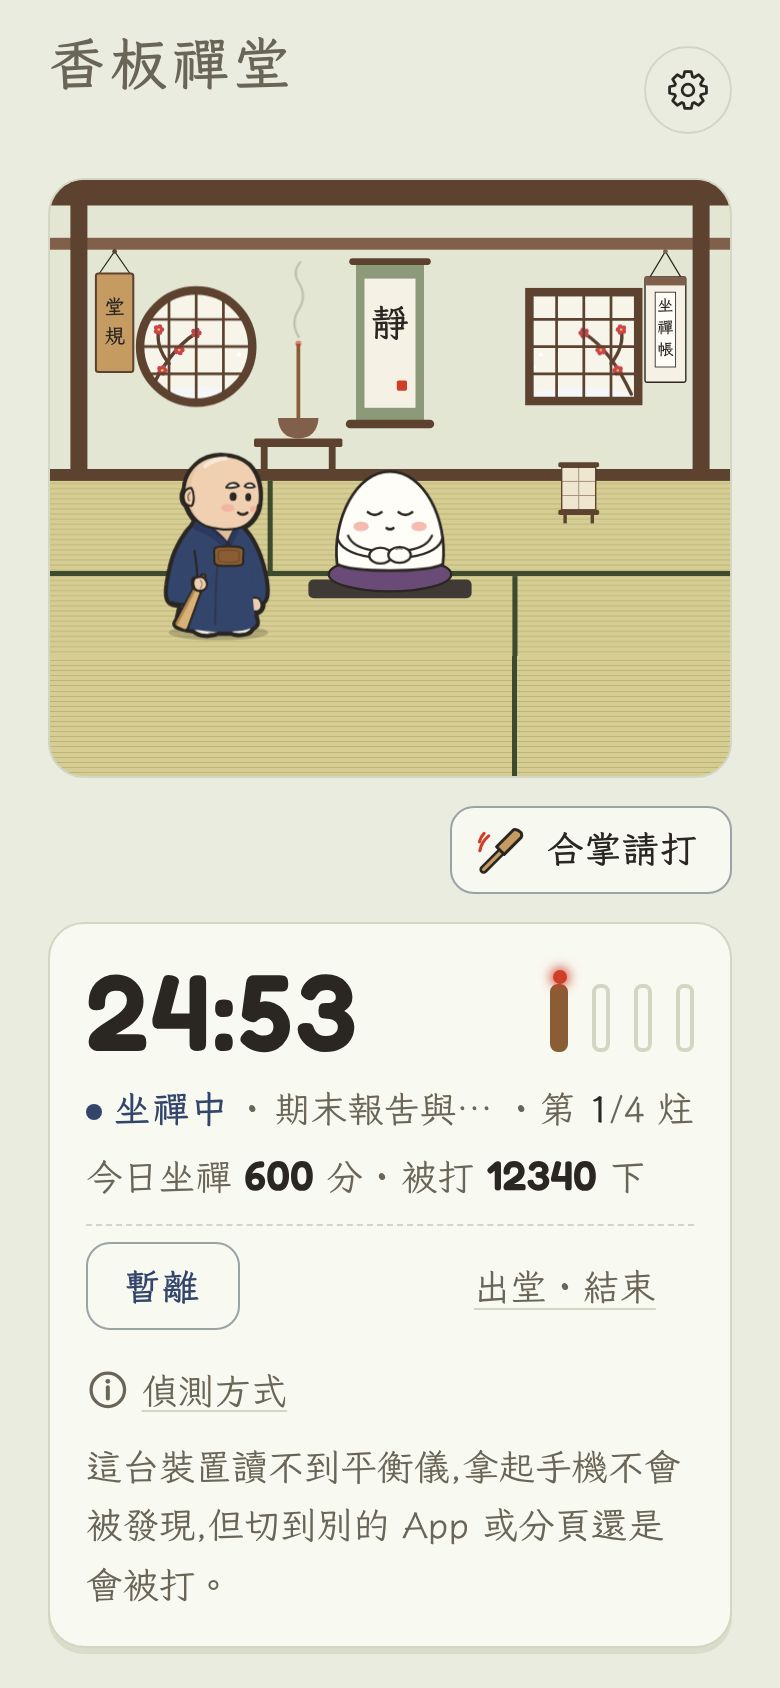 香板禪堂
堂規
靜
坐禪帳
合掌請打
24:53
坐禪中 · 期末報告與⋯ · 第 1/4 炷
今日坐禪 600 分 · 被打 12340 下
暫離
出堂 · 結束
偵測方式
這台裝置讀不到平衡儀,拿起手機不會
被發現,但切到別的 App 或分頁還是
會被打。